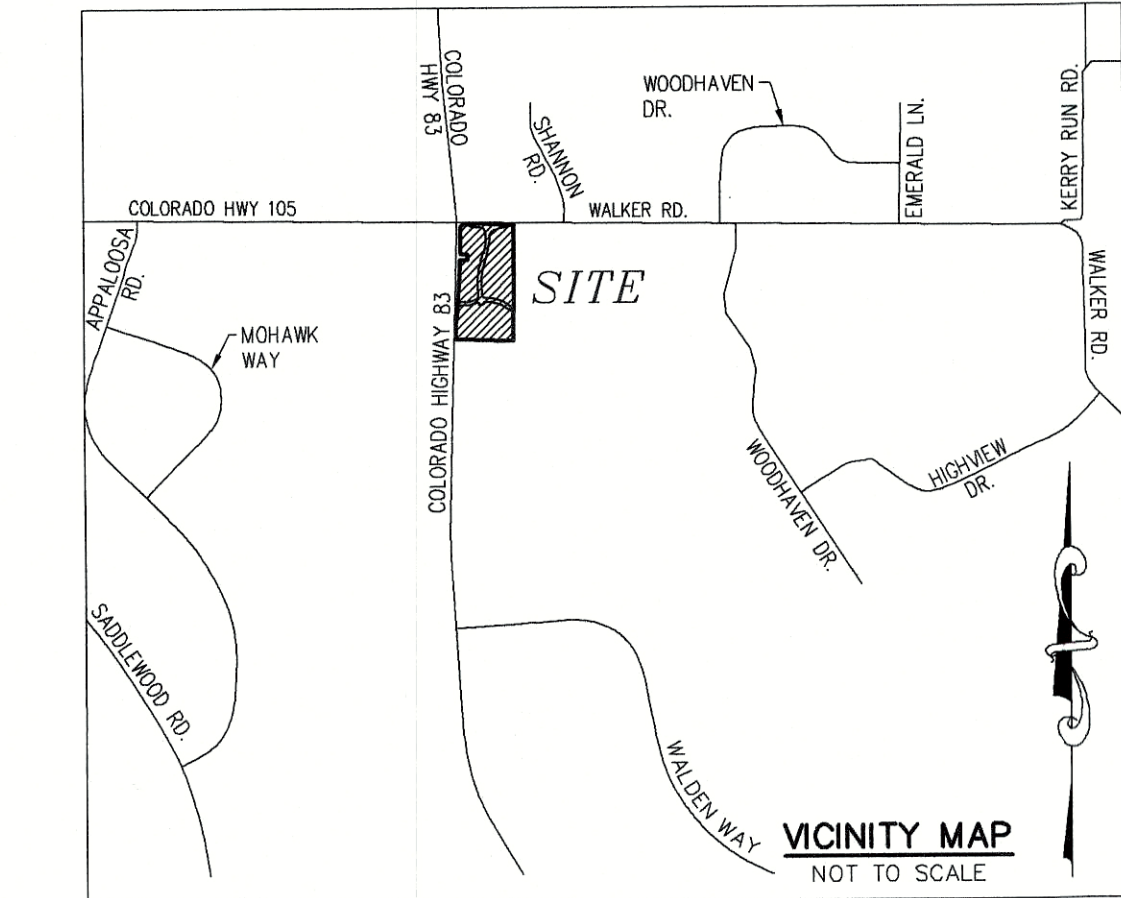 COLORADO
HWY 83
WOODHAVEN
DR.
SHANNON
RD.
EMERALD LN.
KERRY RUN RD.
COLORADO HWY 105
WALKER RD.
APPALOOSA
RD.
SITE
WALKER RD.
MOHAWK
WAY
COLORADO HIGHWAY 83
WOODHAVEN DR.
HIGHVIEW
DR.
SADDLEWOOD RD.
WALDEN WAY
VICINITY MAP
NOT TO SCALE